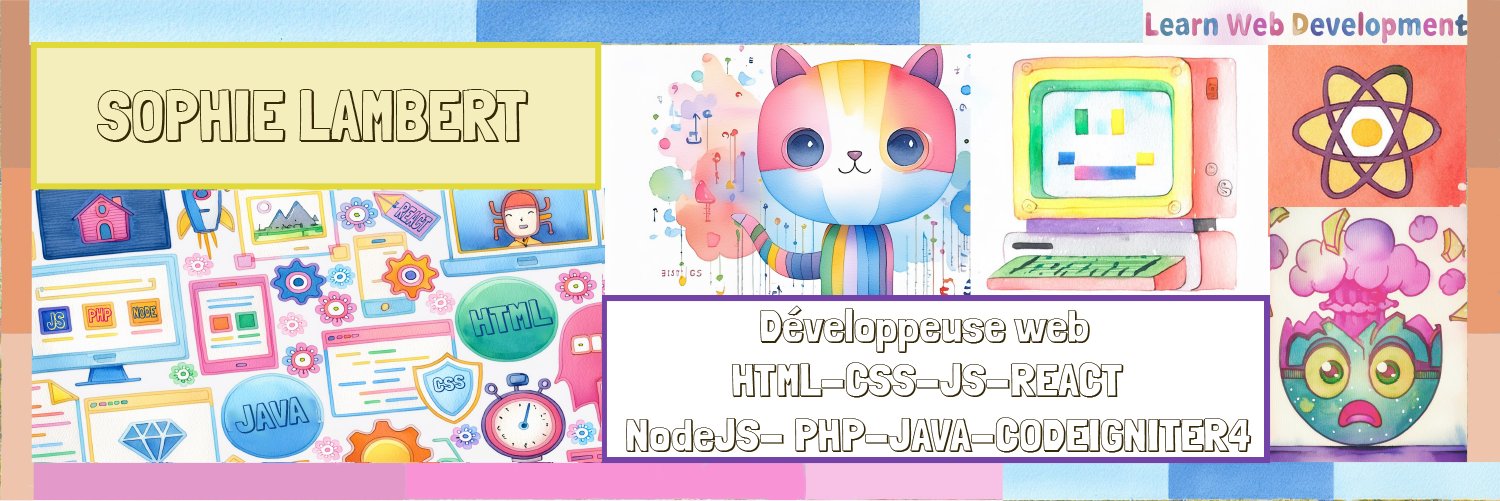 Learn Web Development
SOPHIE LAMBERT
REACT
JS
PHP
NODE
HTML
CSS
JAVA
Développeuse web
HTML-CSS-JS-REACT
NodeJS- PHP-JAVA-CODEIGNITER4